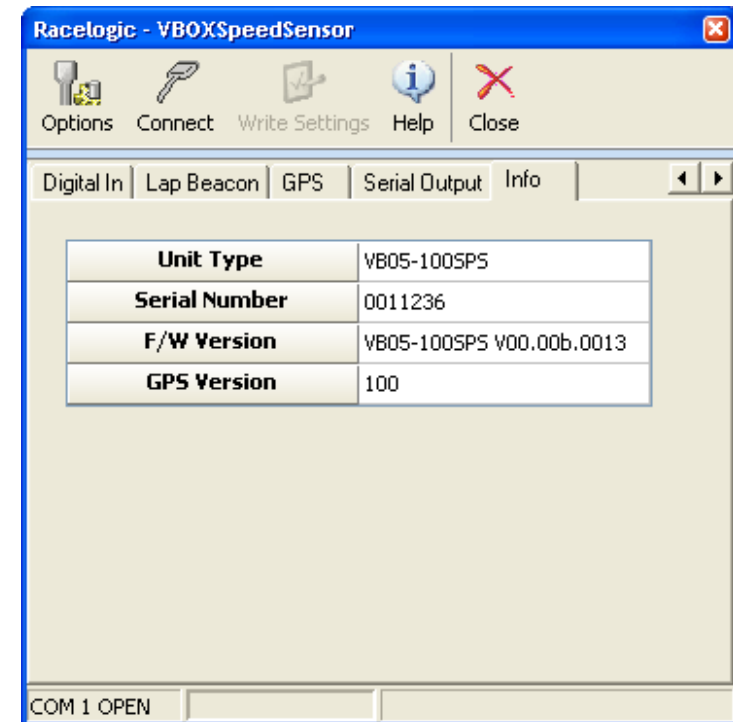 Racelogic - VBOXSpeedSensor
Options Connect Write Settings Help Close
Digital In Lap Beacon GPS Serial Output Info
Unit Type VB05-100SPS
Serial Number 0011236
F/W Version VB05-100SPS V00.00b.0013
GPS Version 100
COM 1 OPEN